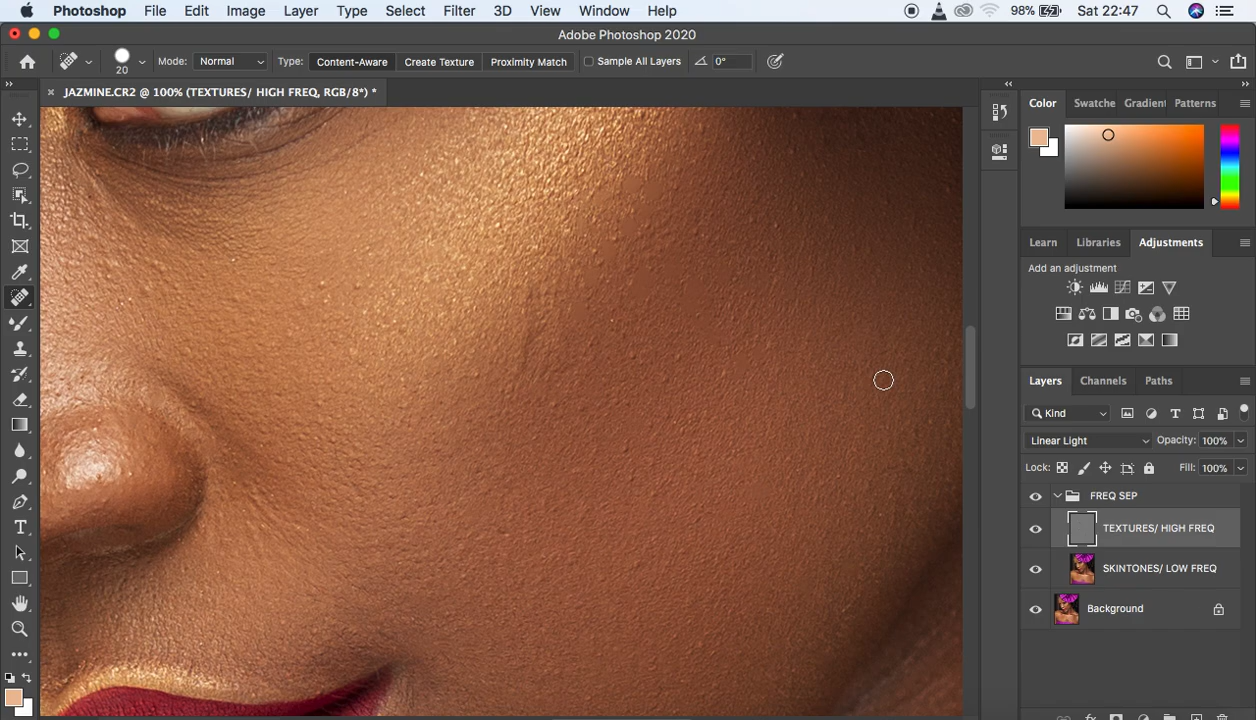 Photoshop File Edit Image Layer Type Select Filter 3D View Window Help 98% Sat 22:47
Adobe Photoshop 2020
20 Mode: Normal Type: Content-Aware Create Texture Proximity Match Sample All Layers 0°
JAZMINE.CR2 @ 100% (TEXTURES/ HIGH FREQ, RGB/8*) *
Color Swatche Gradient Patterns
Learn Libraries Adjustments
Add an adjustment
Layers Channels Paths
Kind
Linear Light Opacity: 100%
Lock: Fill: 100%
FREQ SEP
TEXTURES/ HIGH FREQ
SKINTONES/ LOW FREQ
Background